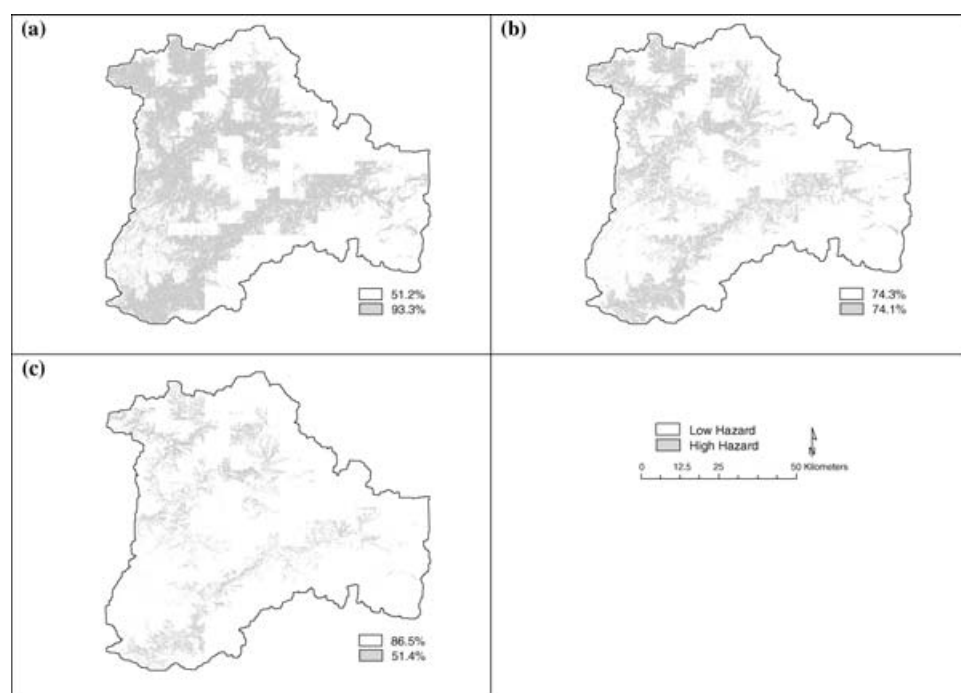 (a)
51.2%
93.3%
(b)
74.3%
74.1%
(c)
86.5%
51.4%
Low Hazard
High Hazard
N
0 12.5 25 50 Kilometers